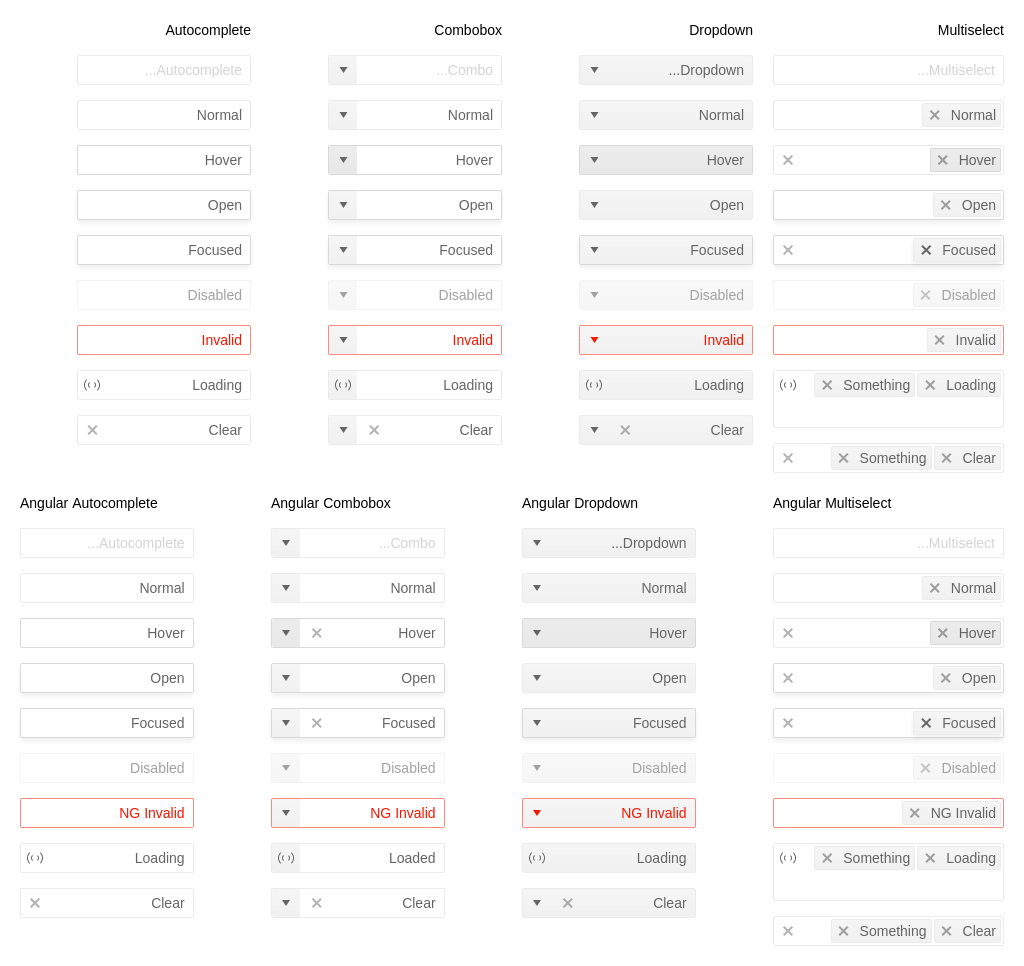 Autocomplete Combobox Dropdown Multiselect
...Autocomplete ...Combo ...Dropdown ...Multiselect
Normal Normal Normal Normal
Hover Hover Hover Hover
Open Open Open Open
Focused Focused Focused Focused
Disabled Disabled Disabled Disabled
Invalid Invalid Invalid Invalid
Loading Loading Loading Something Loading
Clear Clear Clear
Something Clear
Angular Autocomplete Angular Combobox Angular Dropdown Angular Multiselect
...Autocomplete ...Combo ...Dropdown ...Multiselect
Normal Normal Normal Normal
Hover Hover Hover Hover
Open Open Open Open
Focused Focused Focused Focused
Disabled Disabled Disabled Disabled
NG Invalid NG Invalid NG Invalid NG Invalid
Loading Loaded Loading Something Loading
Clear Clear Clear
Something Clear